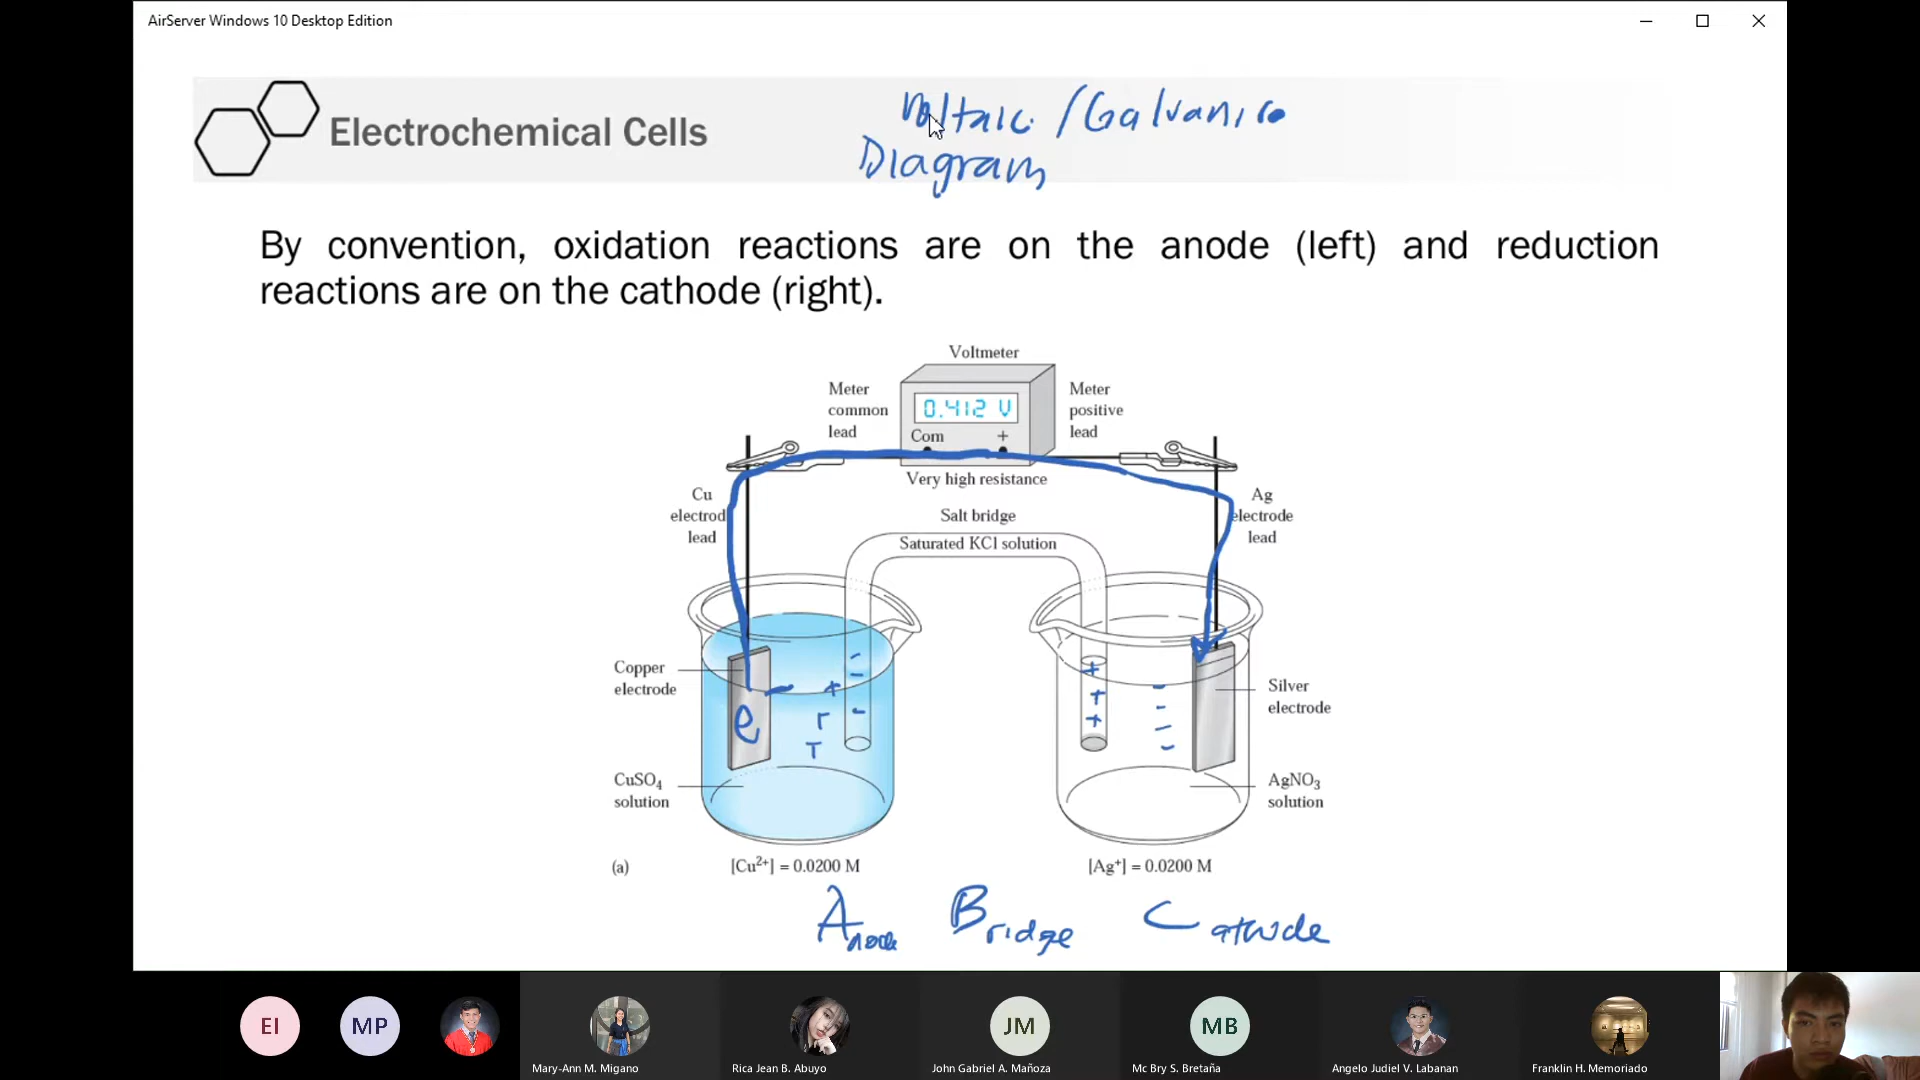 AirServer Windows 10 Desktop Edition
Electrochemical Cells
Voltaic /Galvanic
Diagram
By convention, oxidation reactions are on the anode (left) and reduction
reactions are on the cathode (right).
Voltmeter
Meter
common
lead
0.412 V
Com +
Meter
positive
lead
Very high resistance
Cu
electrod
lead
Salt bridge
Saturated KCl solution
Ag
electrode
lead
Copper
electrode
e
Silver
electrode
CuSO₄
solution
AgNO₃
solution
(a)
[Cu²⁺] = 0.0200 M
[Ag⁺] = 0.0200 M
Anode Bridge Cathode
EI
MP
JM
MB
Mary-Ann M. Migano
Rica Jean B. Abuyo
John Gabriel A. Mañoza
Mc Bry S. Bretaña
Angelo Judiel V. Labanan
Franklin H. Memoriado